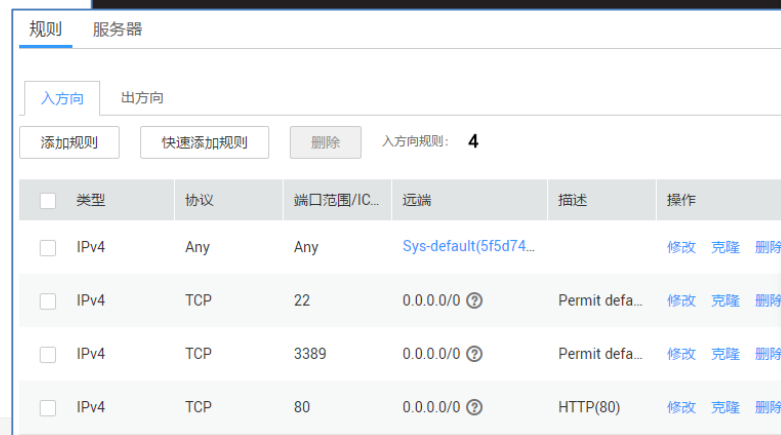 规则 服务器
入方向 出方向
添加规则 快速添加规则 删除 入方向规则: 4
类型 协议 端口范围/IC... 远端 描述 操作
IPv4 Any Any Sys-default(5f5d74... 修改 克隆 删除
IPv4 TCP 22 0.0.0.0/0 ? Permit defa... 修改 克隆 删除
IPv4 TCP 3389 0.0.0.0/0 ? Permit defa... 修改 克隆 删除
IPv4 TCP 80 0.0.0.0/0 ? HTTP(80) 修改 克隆 删除